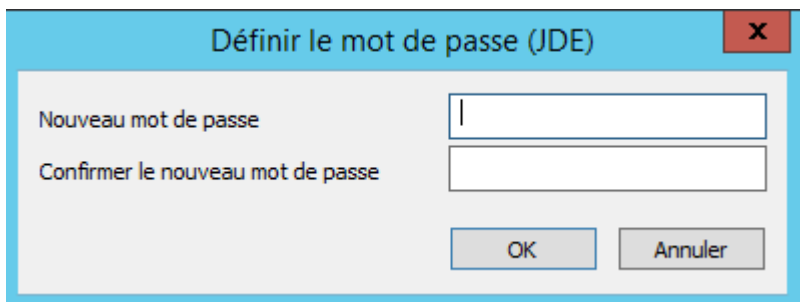 Définir le mot de passe (JDE)
x
Nouveau mot de passe
Confirmer le nouveau mot de passe
OK Annuler